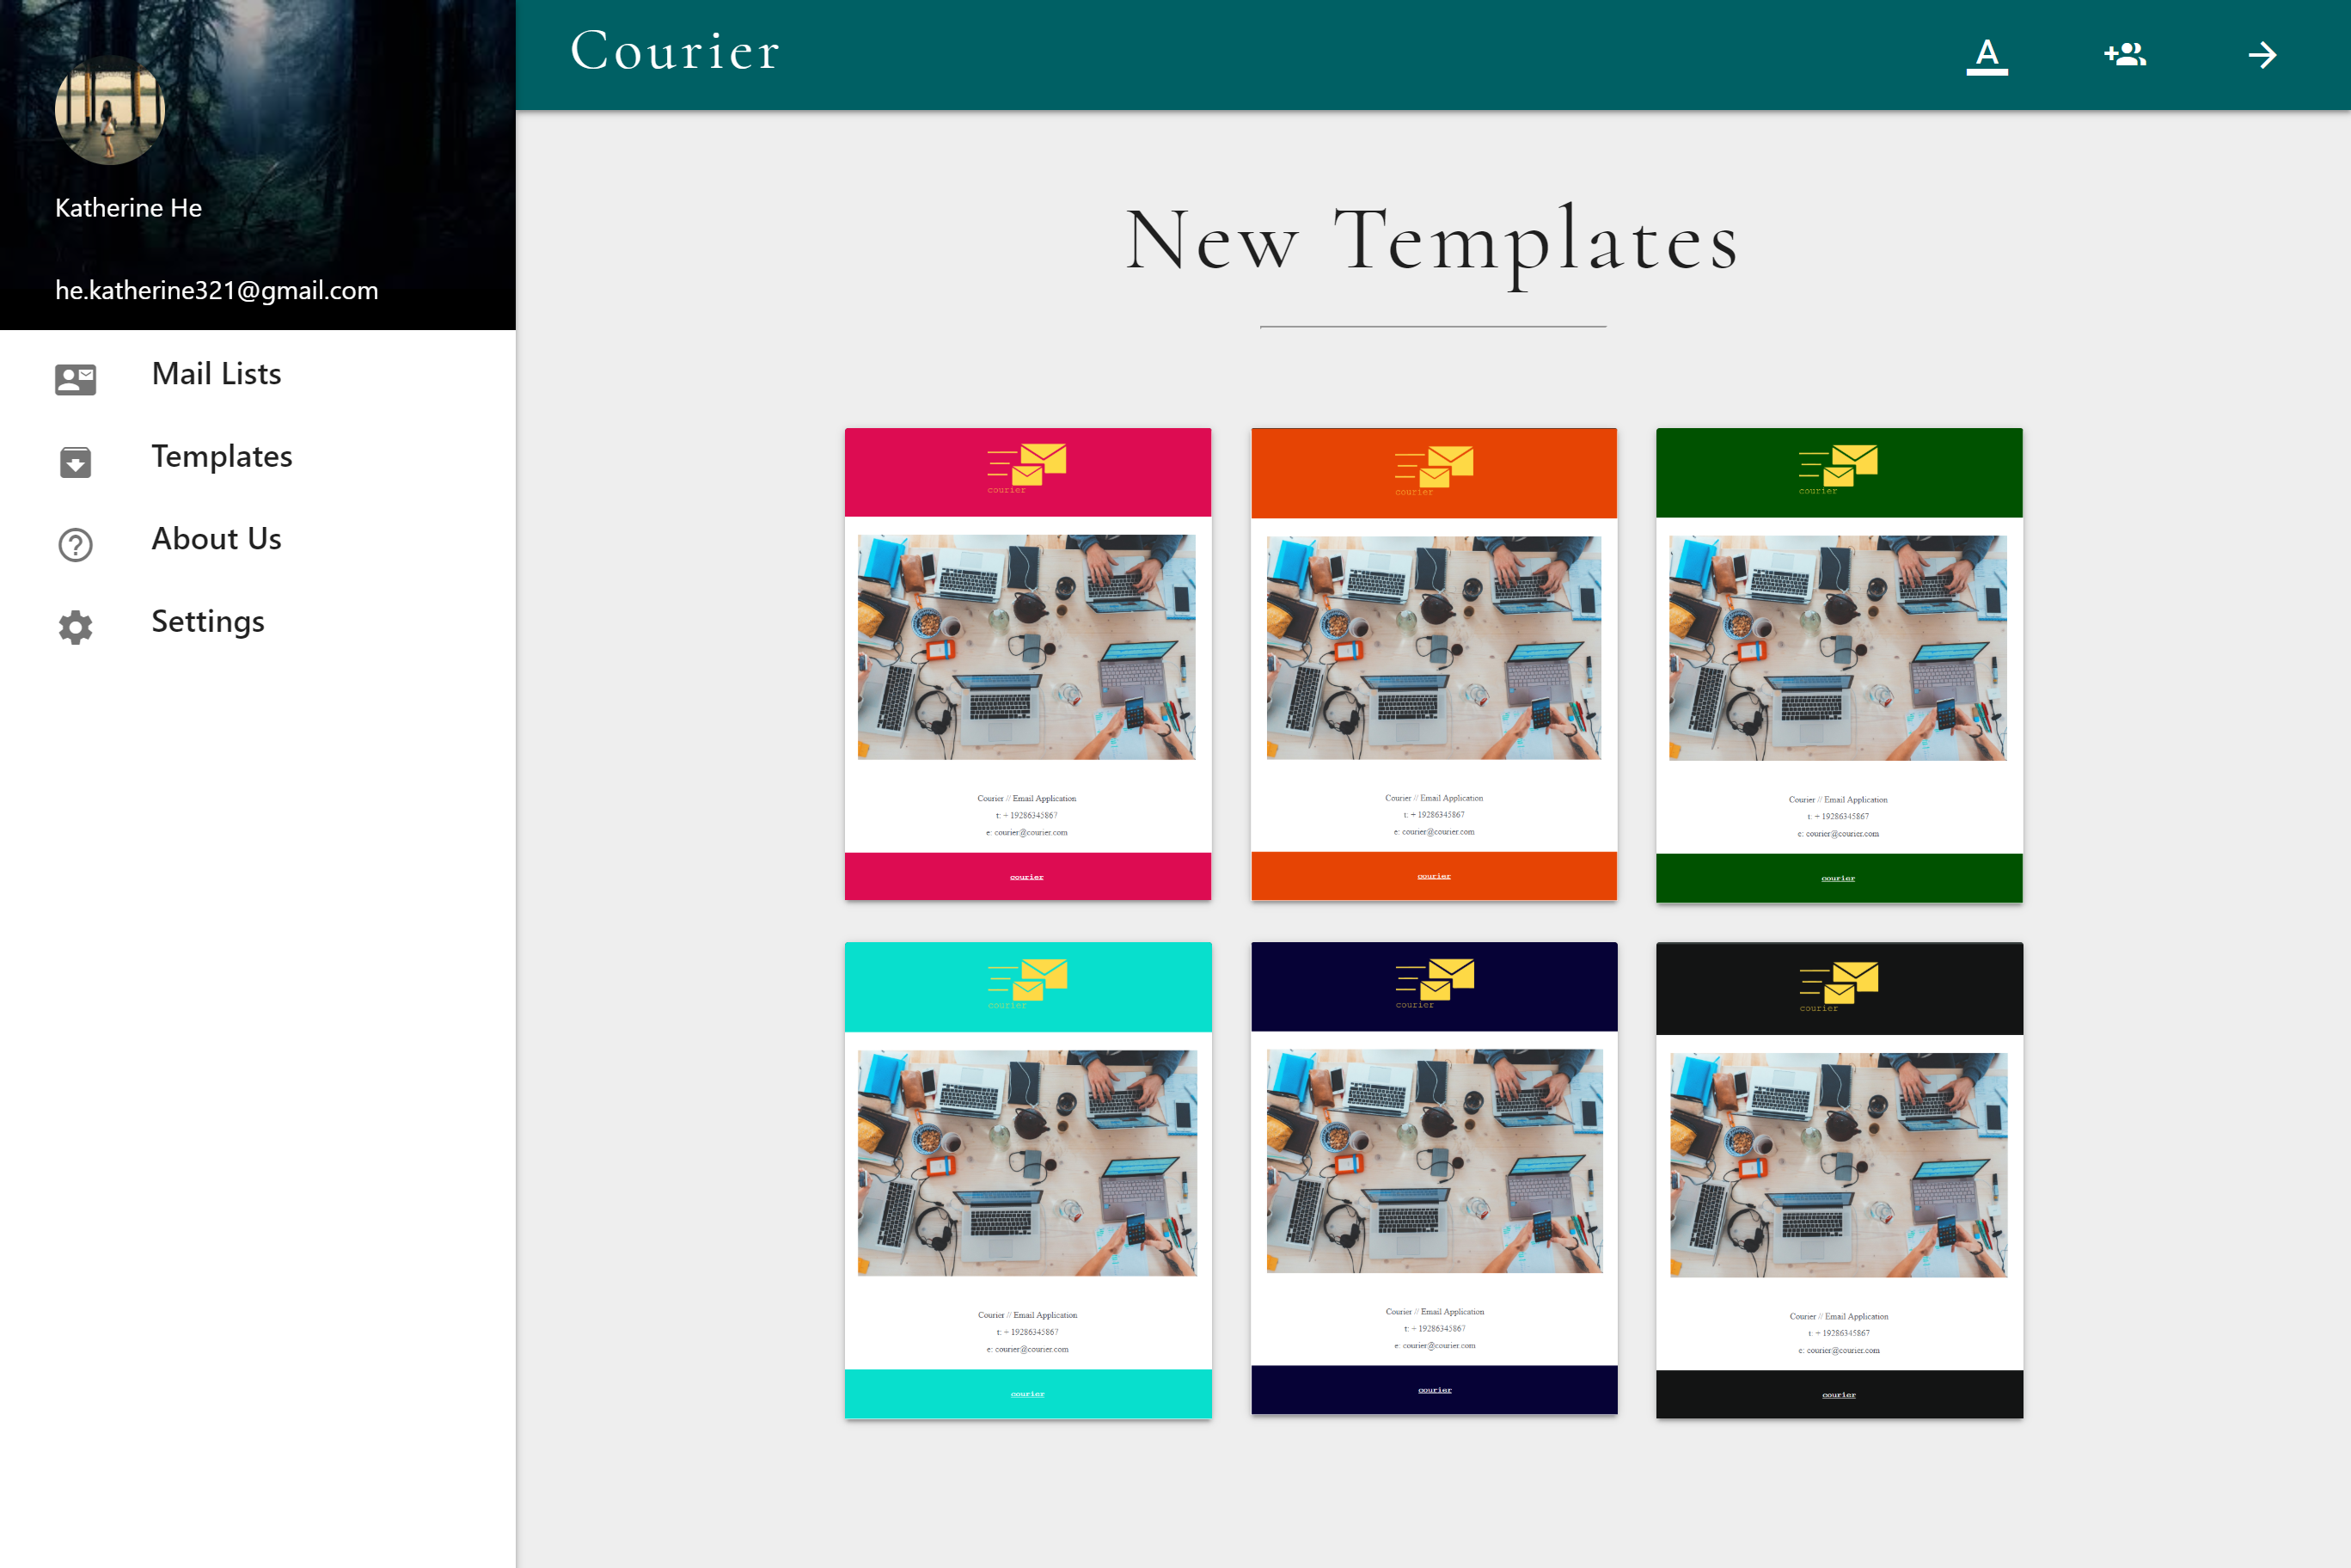 Courier
A
New Templates
Katherine He
he.katherine321@gmail.com
Mail Lists
Templates
About Us
Settings
courier
Courier // Email Application
t: + 19286345867
e: courier@courier.com
courier
courier
Courier // Email Application
t: + 19286345867
e: courier@courier.com
courier
courier
Courier // Email Application
t: + 19286345867
e: courier@courier.com
courier
courier
Courier // Email Application
t: + 19286345867
e: courier@courier.com
courier
courier
Courier // Email Application
t: + 19286345867
e: courier@courier.com
courier
courier
Courier // Email Application
t: + 19286345867
e: courier@courier.com
courier